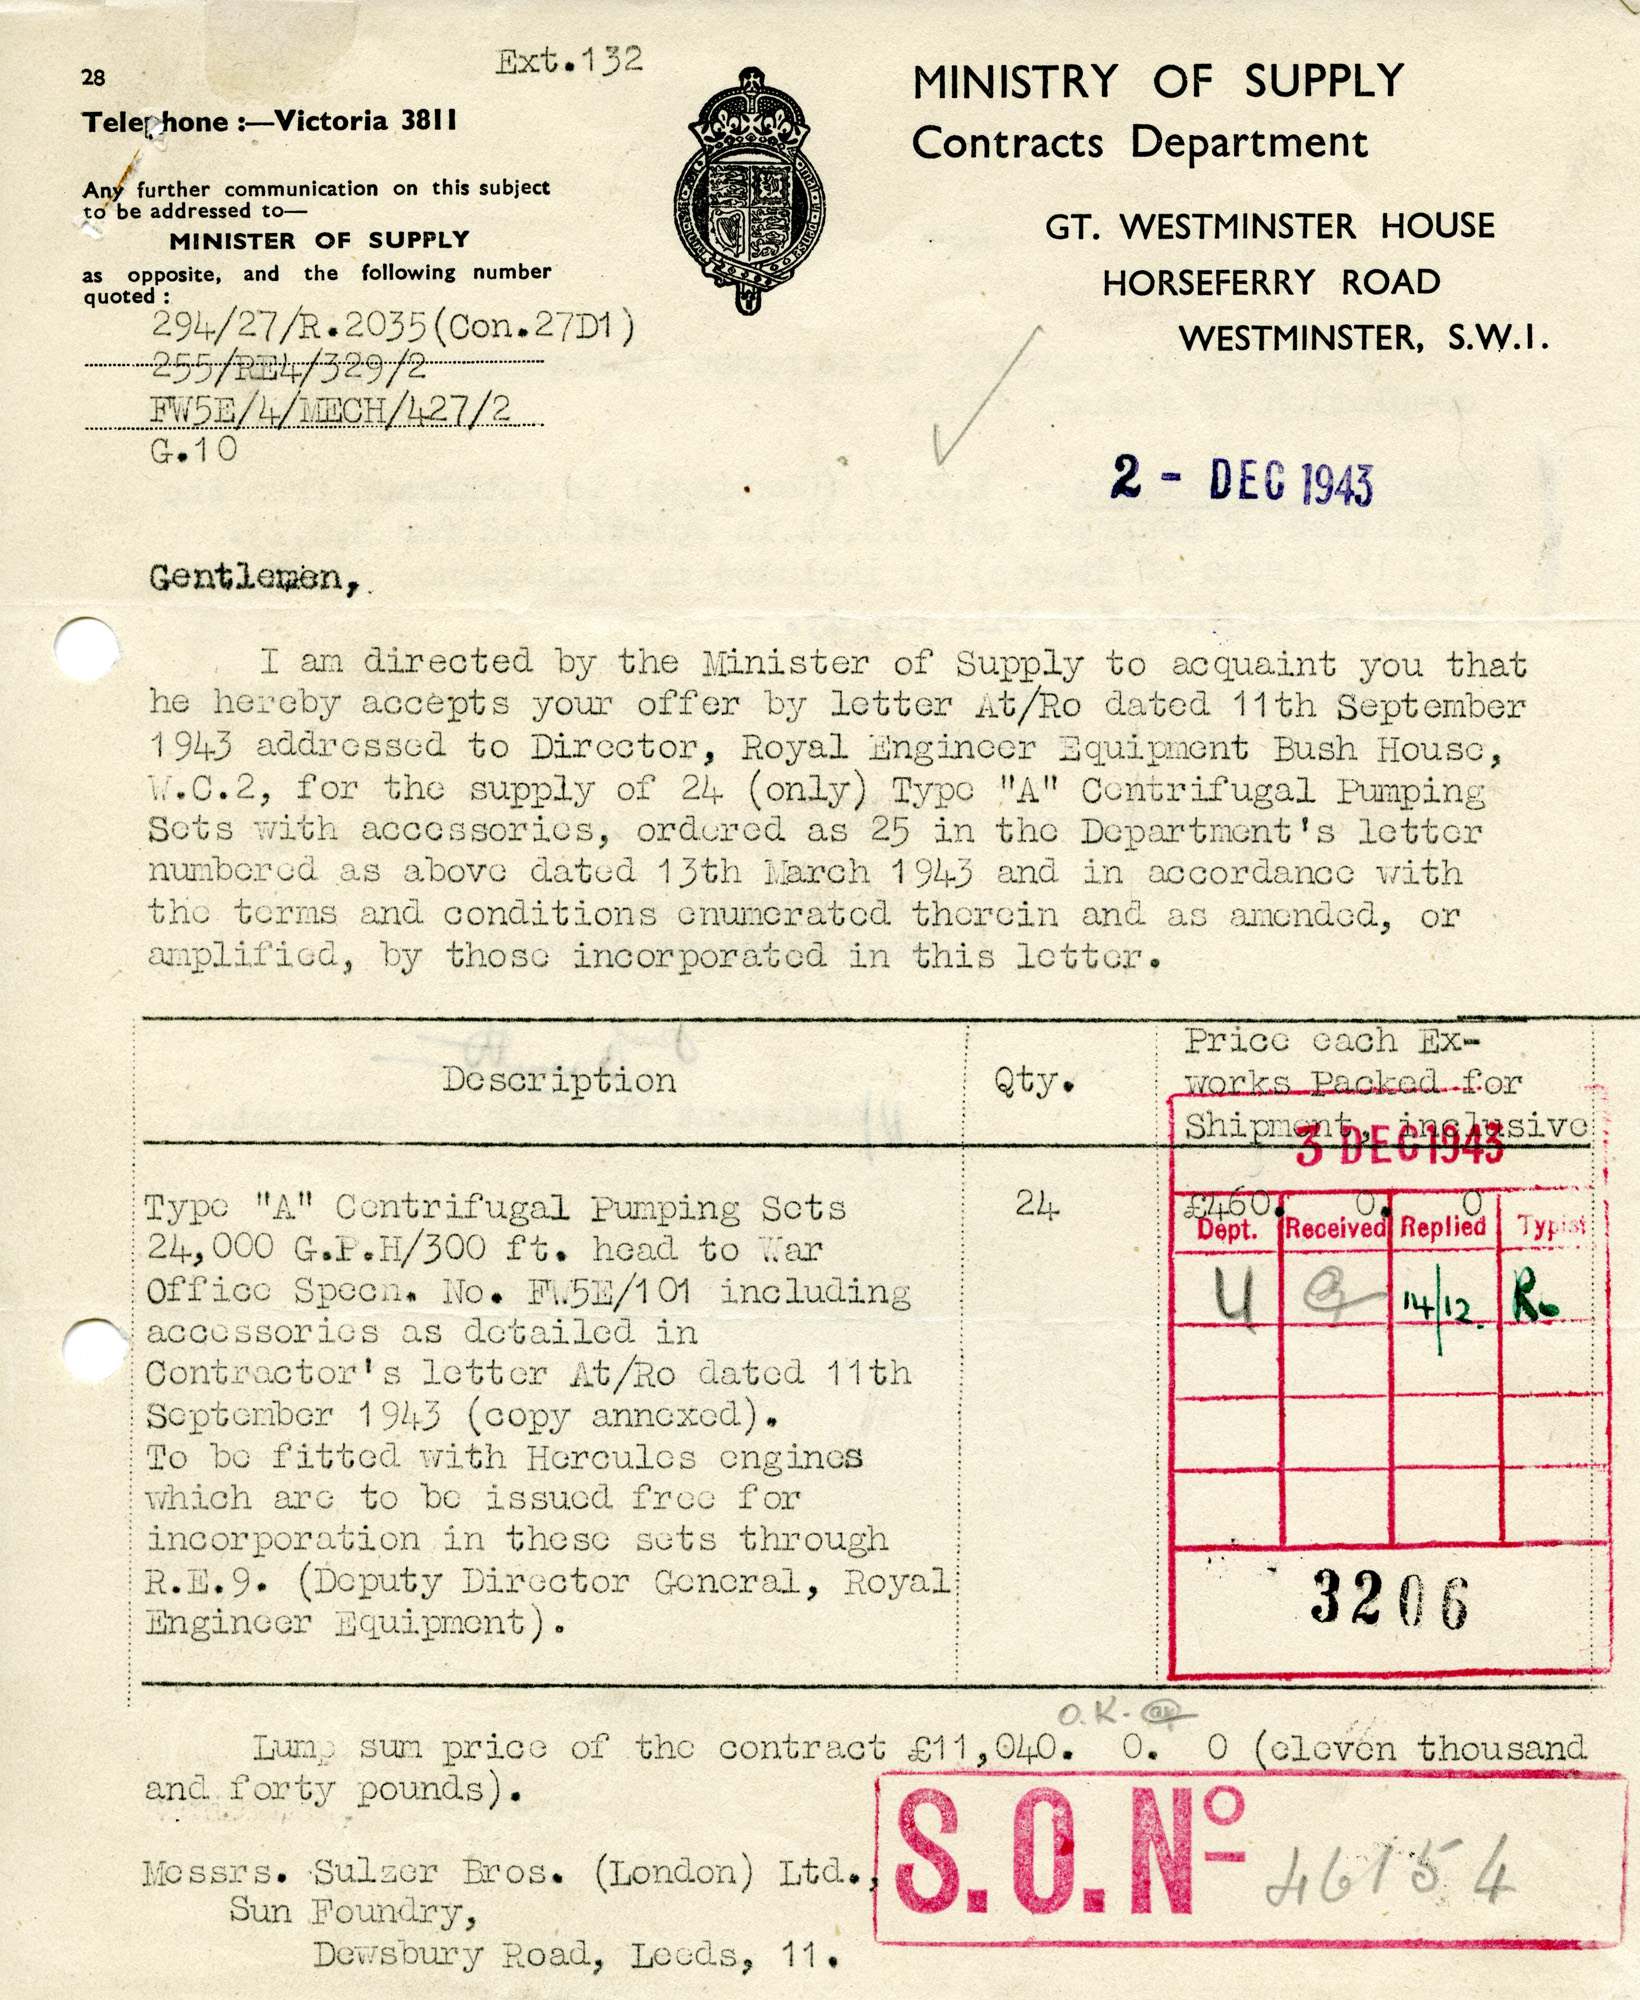 28
Ext.132
Telephone :—Victoria 3811
Any further communication on this subject
to be addressed to—
MINISTER OF SUPPLY
as opposite, and the following number
quoted :
294/27/R.2035(Con.27D1)
255/RE4/329/2
FW5E/4/MECH/427/2
G.10
MINISTRY OF SUPPLY
Contracts Department
GT. WESTMINSTER HOUSE
HORSEFERRY ROAD
WESTMINSTER, S.W.1.
2 - DEC 1943
Gentlemen,
I am directed by the Minister of Supply to acquaint you that
he hereby accepts your offer by letter At/Ro dated 11th September
1943 addressed to Director, Royal Engineer Equipment Bush House,
W.C.2, for the supply of 24 (only) Type "A" Centrifugal Pumping
Sets with accessories, ordered as 25 in the Department's letter
numbered as above dated 13th March 1943 and in accordance with
the terms and conditions enumerated therein and as amended, or
amplified, by those incorporated in this letter.
Description
Qty.
Price each Ex-
works Packed for
Shipment, inclusive
3 DEC 1943
Type "A" Centrifugal Pumping Sets
24,000 G.P.H/300 ft. head to War
Office Specn. No. FW5E/101 including
accessories as detailed in
Contractor's letter At/Ro dated 11th
September 1943 (copy annexed).
To be fitted with Hercules engines
which are to be issued free for
incorporation in these sets through
R.E.9. (Deputy Director General, Royal
Engineer Equipment).
24
£460. 0. 0
Dept. Received Replied Typist
U 14/12. Ro
3206
O.K.
Lump sum price of the contract £11,040. 0. 0 (eleven thousand
and forty pounds).
Messrs. Sulzer Bros. (London) Ltd.,
Sun Foundry,
Dewsbury Road, Leeds, 11.
S.O.Nº 46154